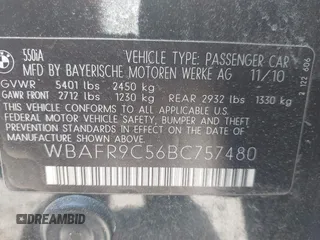 550iA VEHICLE TYPE: PASSENGER CAR
MFD BY BAYERISCHE MOTOREN WERKE AG 11/10
GVWR 5401 lbs 2450 kg
GAWR FRONT 2712 lbs 1230 kg REAR 2932 lbs 1330 kg
THIS VEHICLE CONFORMS TO ALL APPLICABLE
FEDERAL MOTOR VEHICLE SAFETY, BUMPER,
AND THEFT PREVENTION STANDARDS
IN EFFECT ON THE DATE
OF MANUFACTURE SHOWN ABOVE
WBAFR9C56BC757480
DREAMBID